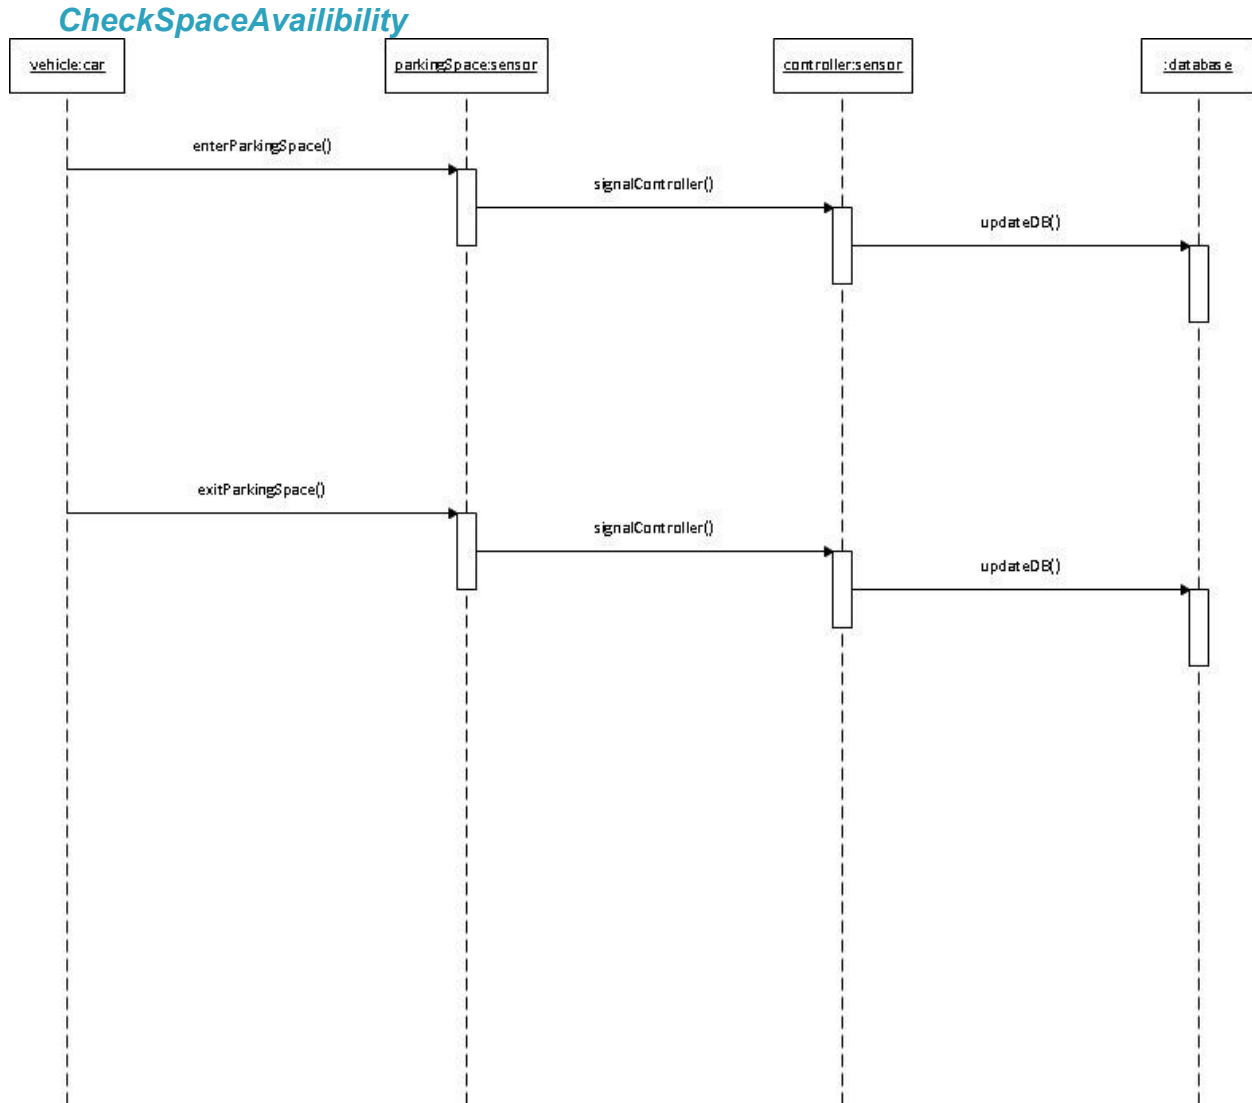 CheckSpaceAvailibility
vehicle:car
parkingSpace:sensor
controller:sensor
:database
enterParkingSpace()
signalController()
updateDB()
exitParkingSpace()
signalController()
updateDB()